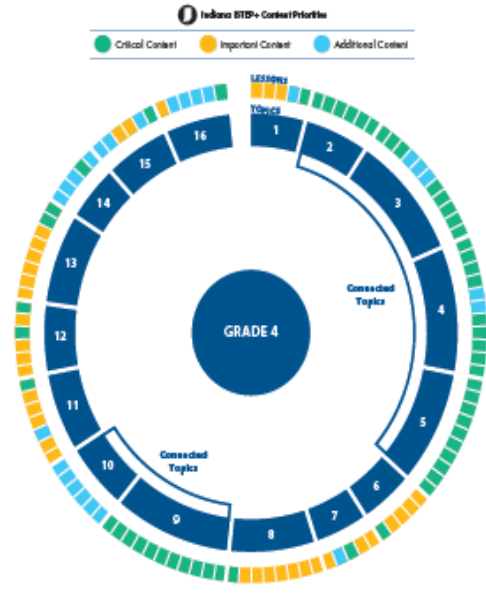 Indiana ISTEP+ Content Priorities
Critical Content
Important Content
Additional Content
LESSONS
TOPICS
1
2
3
4
5
6
7
8
9
10
11
12
13
14
15
16
Connected
Topics
GRADE 4
Connected
Topics